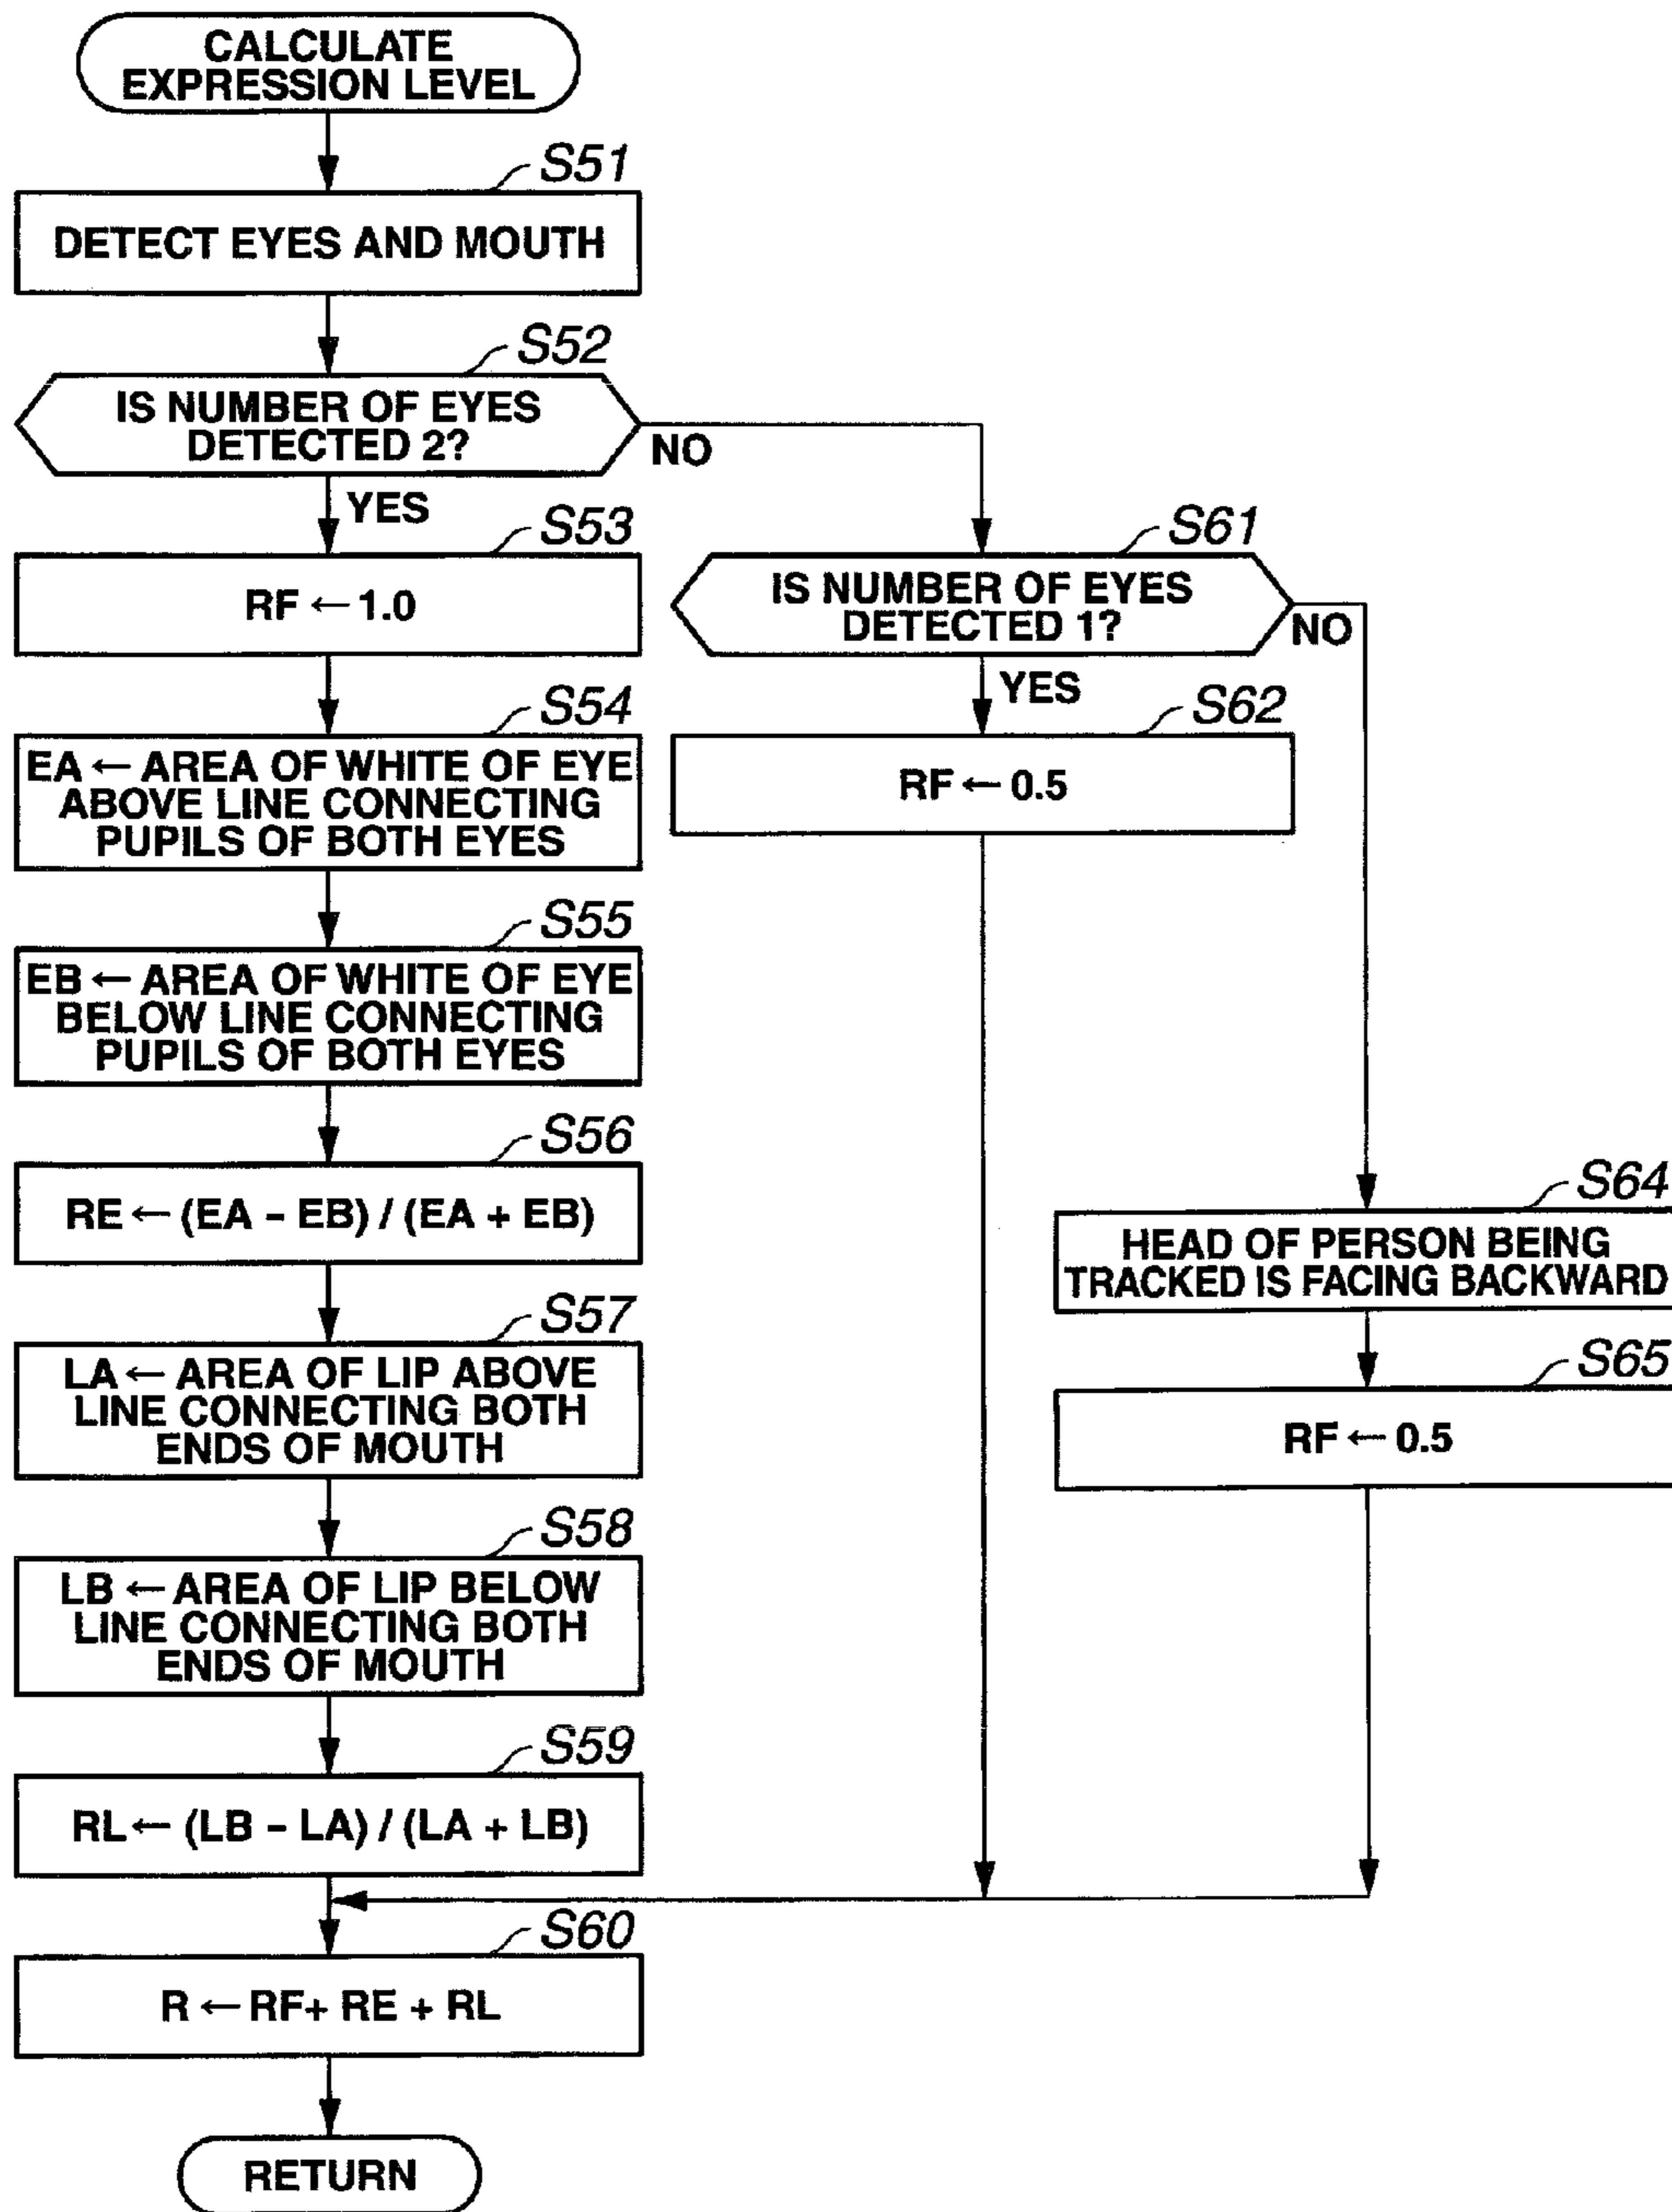 CALCULATE
EXPRESSION LEVEL
S51
DETECT EYES AND MOUTH
S52
IS NUMBER OF EYES
DETECTED 2?
NO
YES
S53
RF ← 1.0
S61
IS NUMBER OF EYES
DETECTED 1?
NO
YES
S54
EA ← AREA OF WHITE OF EYE
ABOVE LINE CONNECTING
PUPILS OF BOTH EYES
S62
RF ← 0.5
S55
EB ← AREA OF WHITE OF EYE
BELOW LINE CONNECTING
PUPILS OF BOTH EYES
S56
RE ← (EA – EB) / (EA + EB)
S64
HEAD OF PERSON BEING
TRACKED IS FACING BACKWARD
S57
LA ← AREA OF LIP ABOVE
LINE CONNECTING BOTH
ENDS OF MOUTH
S65
RF ← 0.5
S58
LB ← AREA OF LIP BELOW
LINE CONNECTING BOTH
ENDS OF MOUTH
S59
RL ← (LB – LA) / (LA + LB)
S60
R ← RF+ RE + RL
RETURN